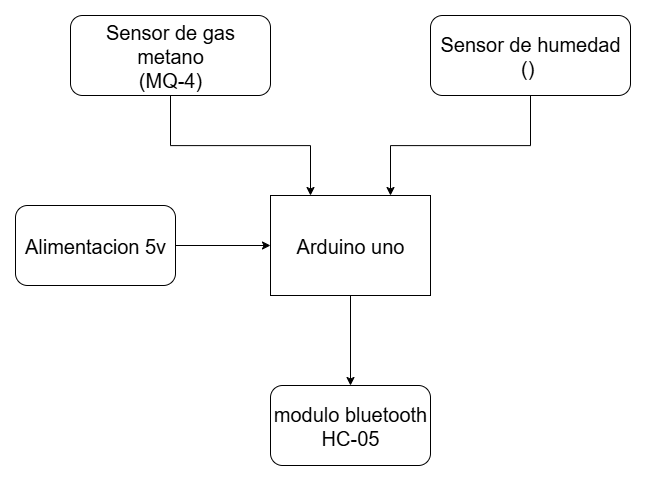 Sensor de gas
metano
(MQ-4)
Sensor de humedad
()
Alimentacion 5v
Arduino uno
modulo bluetooth
HC-05